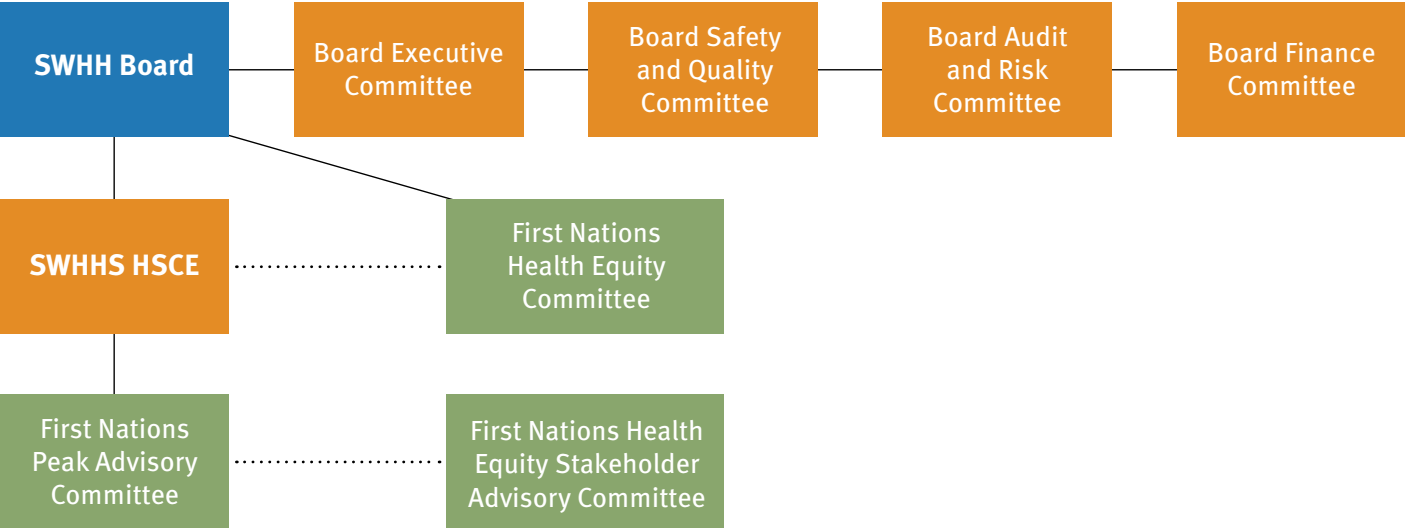 SWHH Board
Board Executive
Committee
Board Safety
and Quality
Committee
Board Audit
and Risk
Committee
Board Finance
Committee
SWHHS HSCE
First Nations
Health Equity
Committee
First Nations
Peak Advisory
Committee
First Nations Health
Equity Stakeholder
Advisory Committee